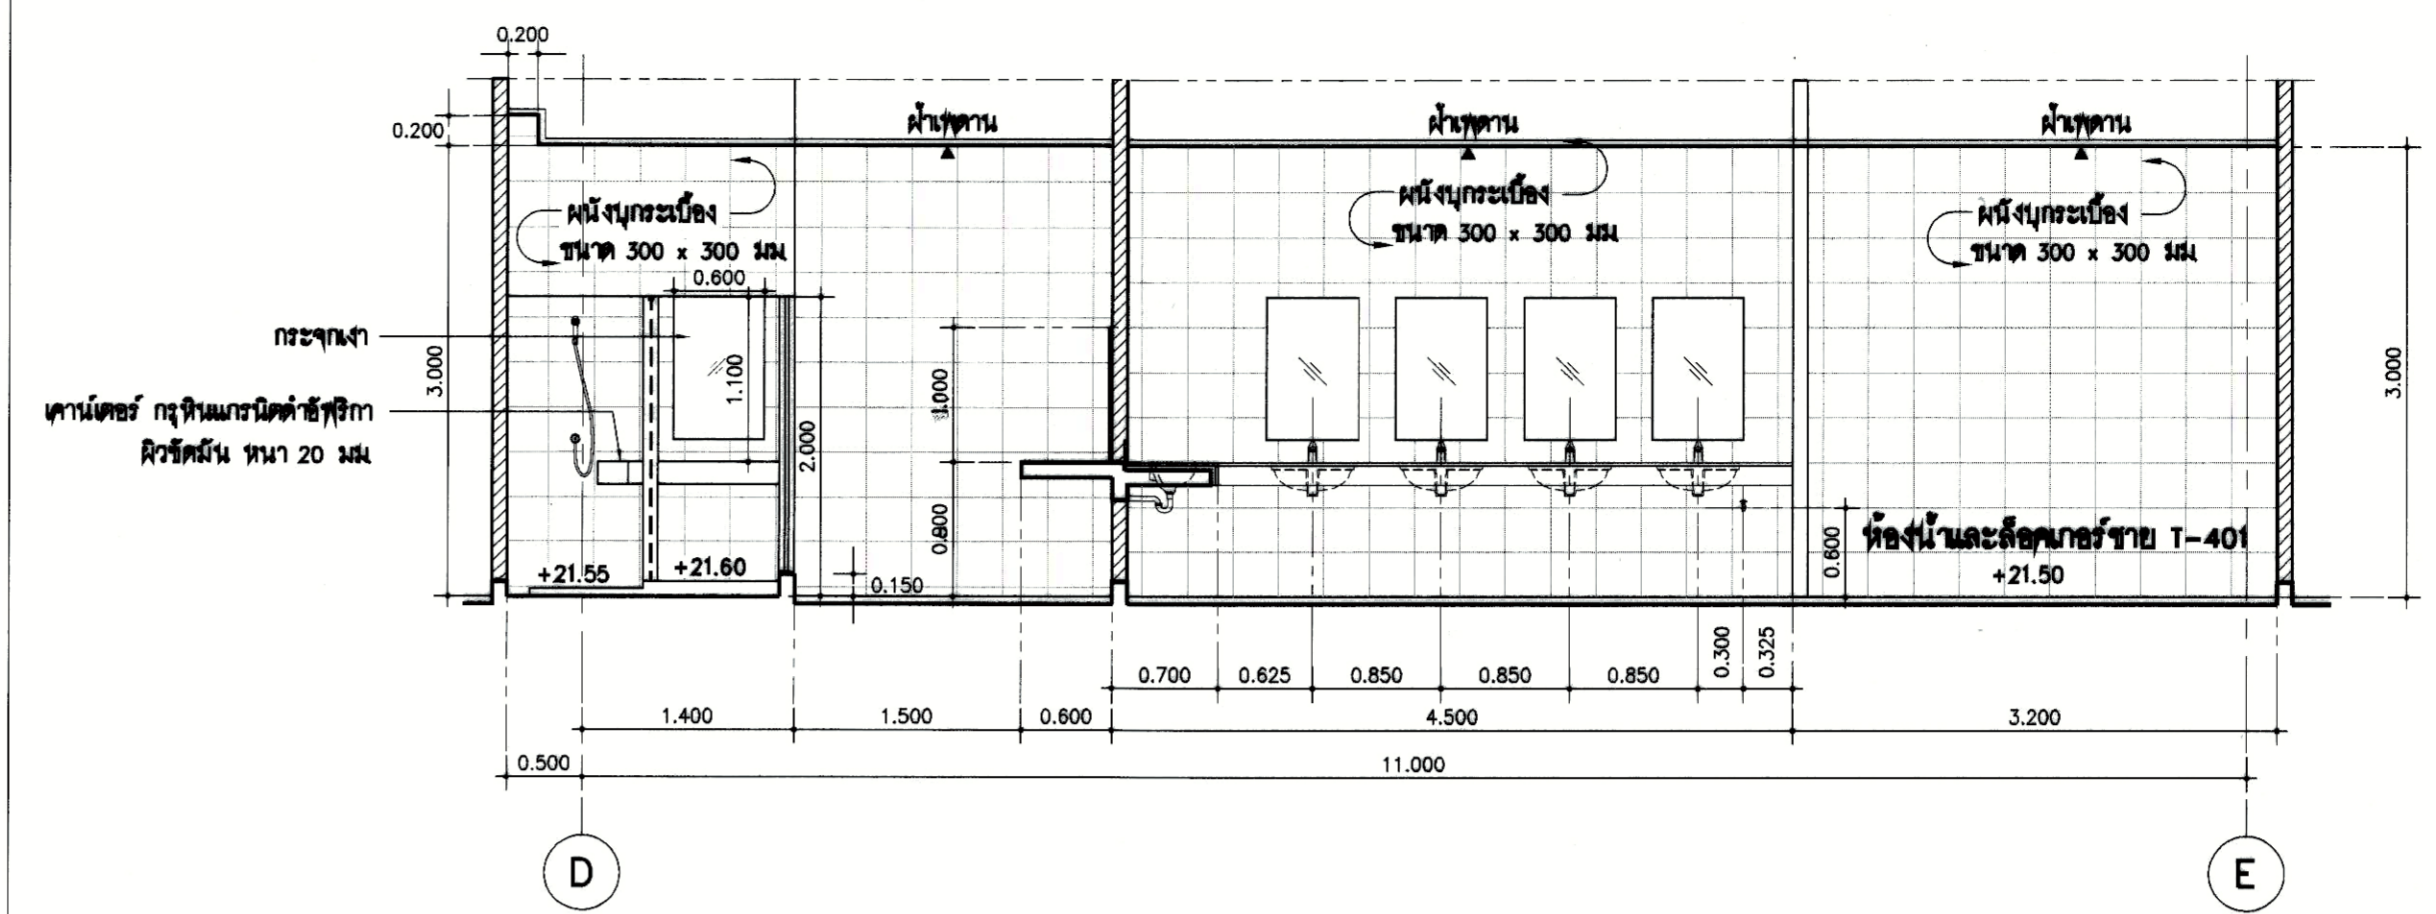 0.200
0.200
ฝ้าเพดาน
ฝ้าเพดาน
ฝ้าเพดาน
ผนังบุกระเบื้อง
ขนาด 300 x 300 มม.
ผนังบุกระเบื้อง
ขนาด 300 x 300 มม.
ผนังบุกระเบื้อง
ขนาด 300 x 300 มม.
0.600
กระจกเงา
3.000
1.100
1.000
3.000
เคาน์เตอร์ กรุหินแกรนิตดำอัฟริกา
ผิวขัดมัน หนา 20 มม.
2.000
0.800
0.600
ห้องน้ำและล็อคเกอร์ชาย T-401
+21.50
+21.55
+21.60
0.150
0.700
0.625
0.850
0.850
0.850
0.300
0.325
1.400
1.500
0.600
4.500
3.200
0.500
11.000
D
E